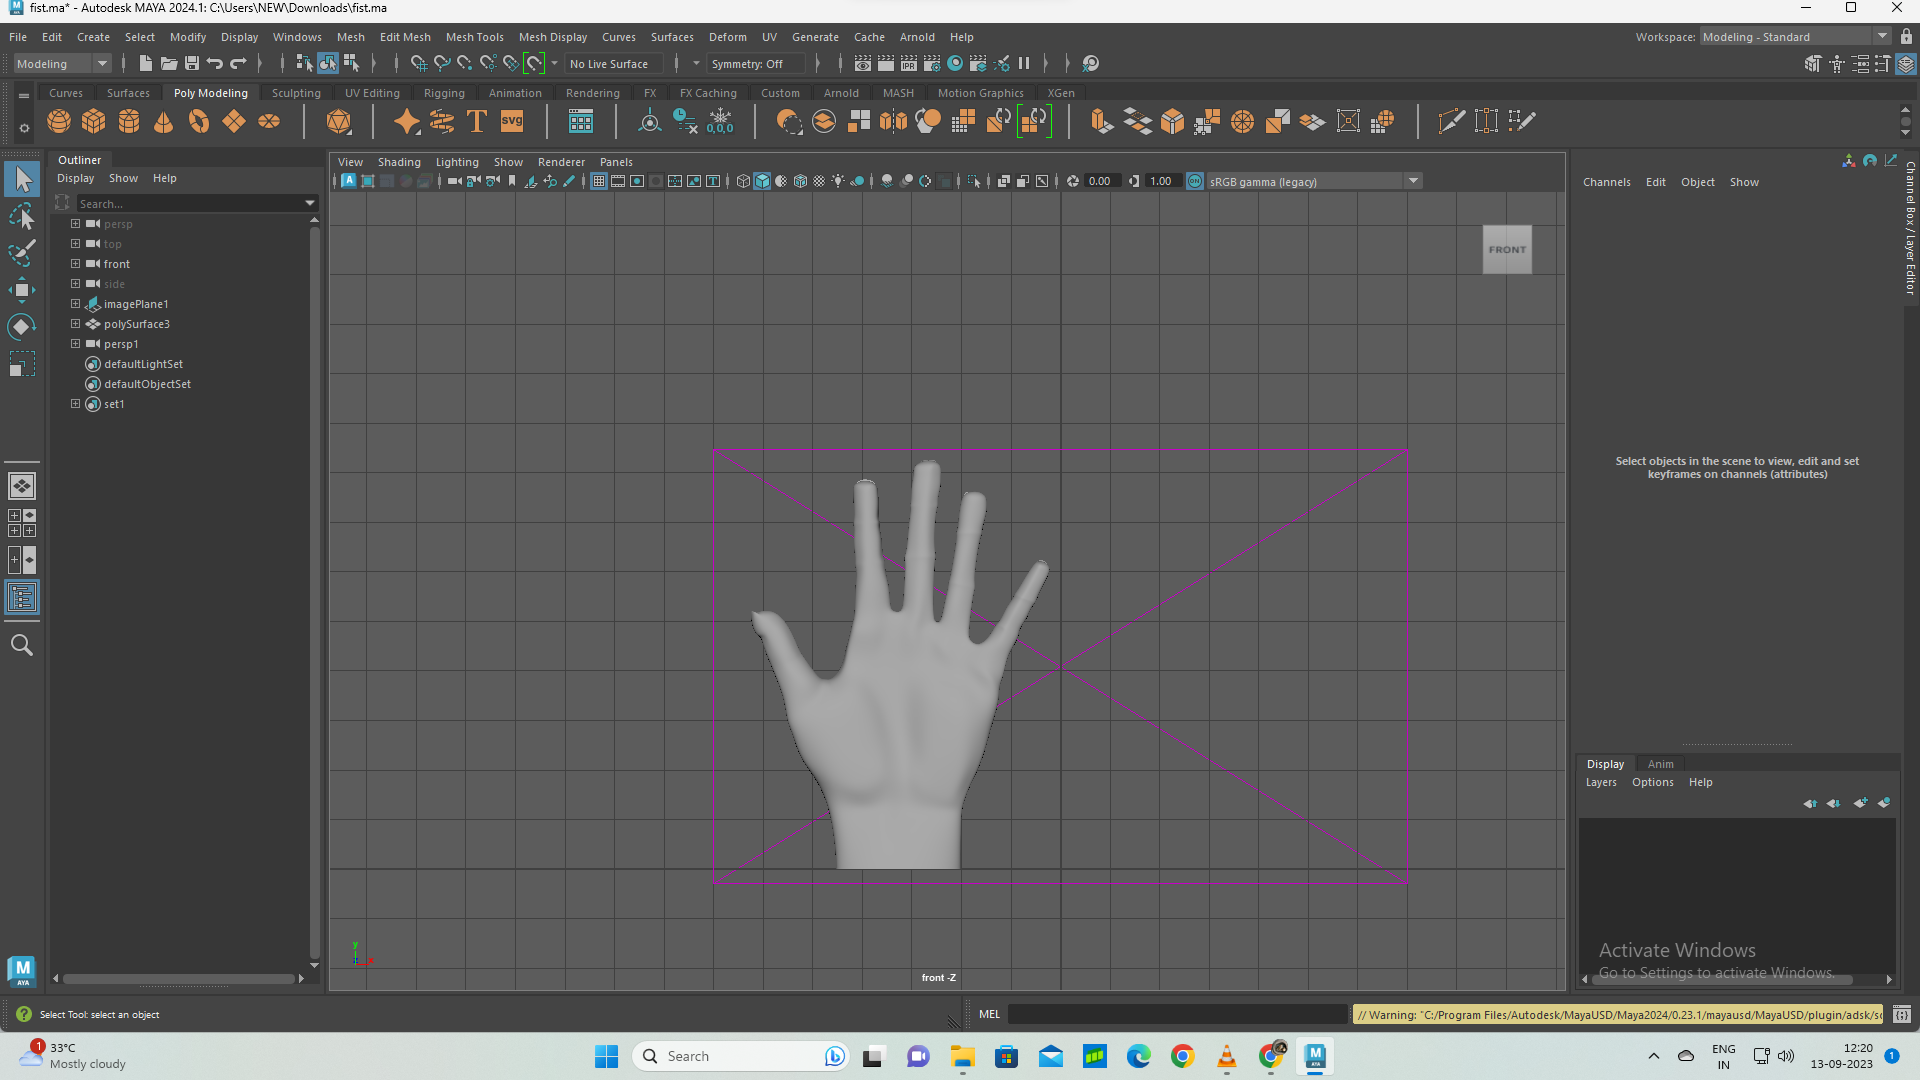 fist.ma* - Autodesk MAYA 2024.1: C:\Users\NEW\Downloads\fist.ma
File Edit Create Select Modify Display Windows Mesh Edit Mesh Mesh Tools Mesh Display Curves Surfaces Deform UV Generate Cache Arnold Help Workspace: Modeling - Standard
Modeling No Live Surface Symmetry: Off
Curves Surfaces Poly Modeling Sculpting UV Editing Rigging Animation Rendering FX FX Caching Custom Arnold MASH Motion Graphics XGen
T svg 0,0,0
Outliner
Display Show Help
Search...
persp
top
front
side
imagePlane1
polySurface3
persp1
defaultLightSet
defaultObjectSet
set1
View Shading Lighting Show Renderer Panels
0.00 1.00 ON sRGB gamma (legacy)
FRONT
y
front -Z
Channels Edit Object Show
Channel Box / Layer Editor
Select objects in the scene to view, edit and set
keyframes on channels (attributes)
Display Anim
Layers Options Help
Activate Windows
Go to Settings to activate Windows.
M
AYA
Select Tool: select an object
MEL
// Warning: "C:/Program Files/Autodesk/MayaUSD/Maya2024/0.23.1/mayausd/MayaUSD/plugin/adsk/sc
1
33°C
Mostly cloudy
Search
ENG
IN
12:20
13-09-2023
1